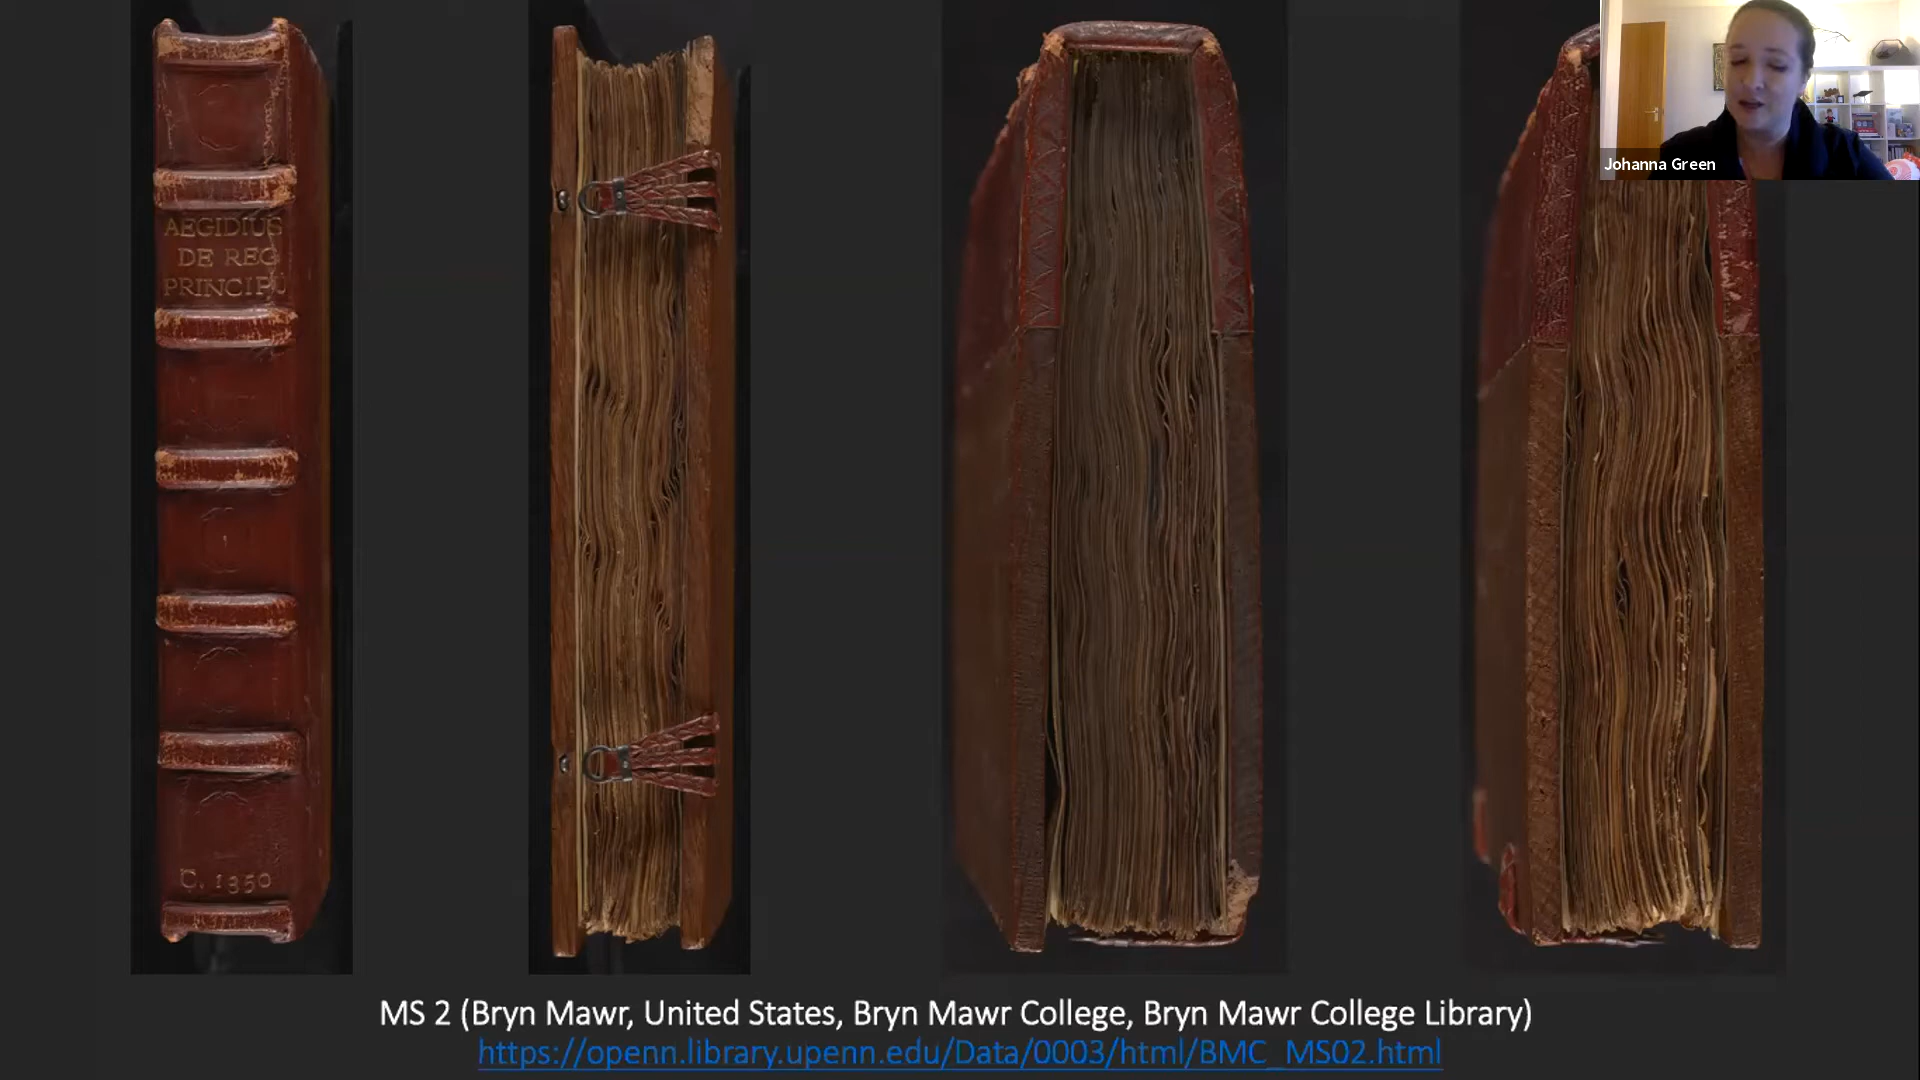 AEGIDIUS
DE REG
PRINCIPU
C. 1350
Johanna Green
MS 2 (Bryn Mawr, United States, Bryn Mawr College, Bryn Mawr College Library)
https://openn.library.upenn.edu/Data/0003/html/BMC_MS02.html